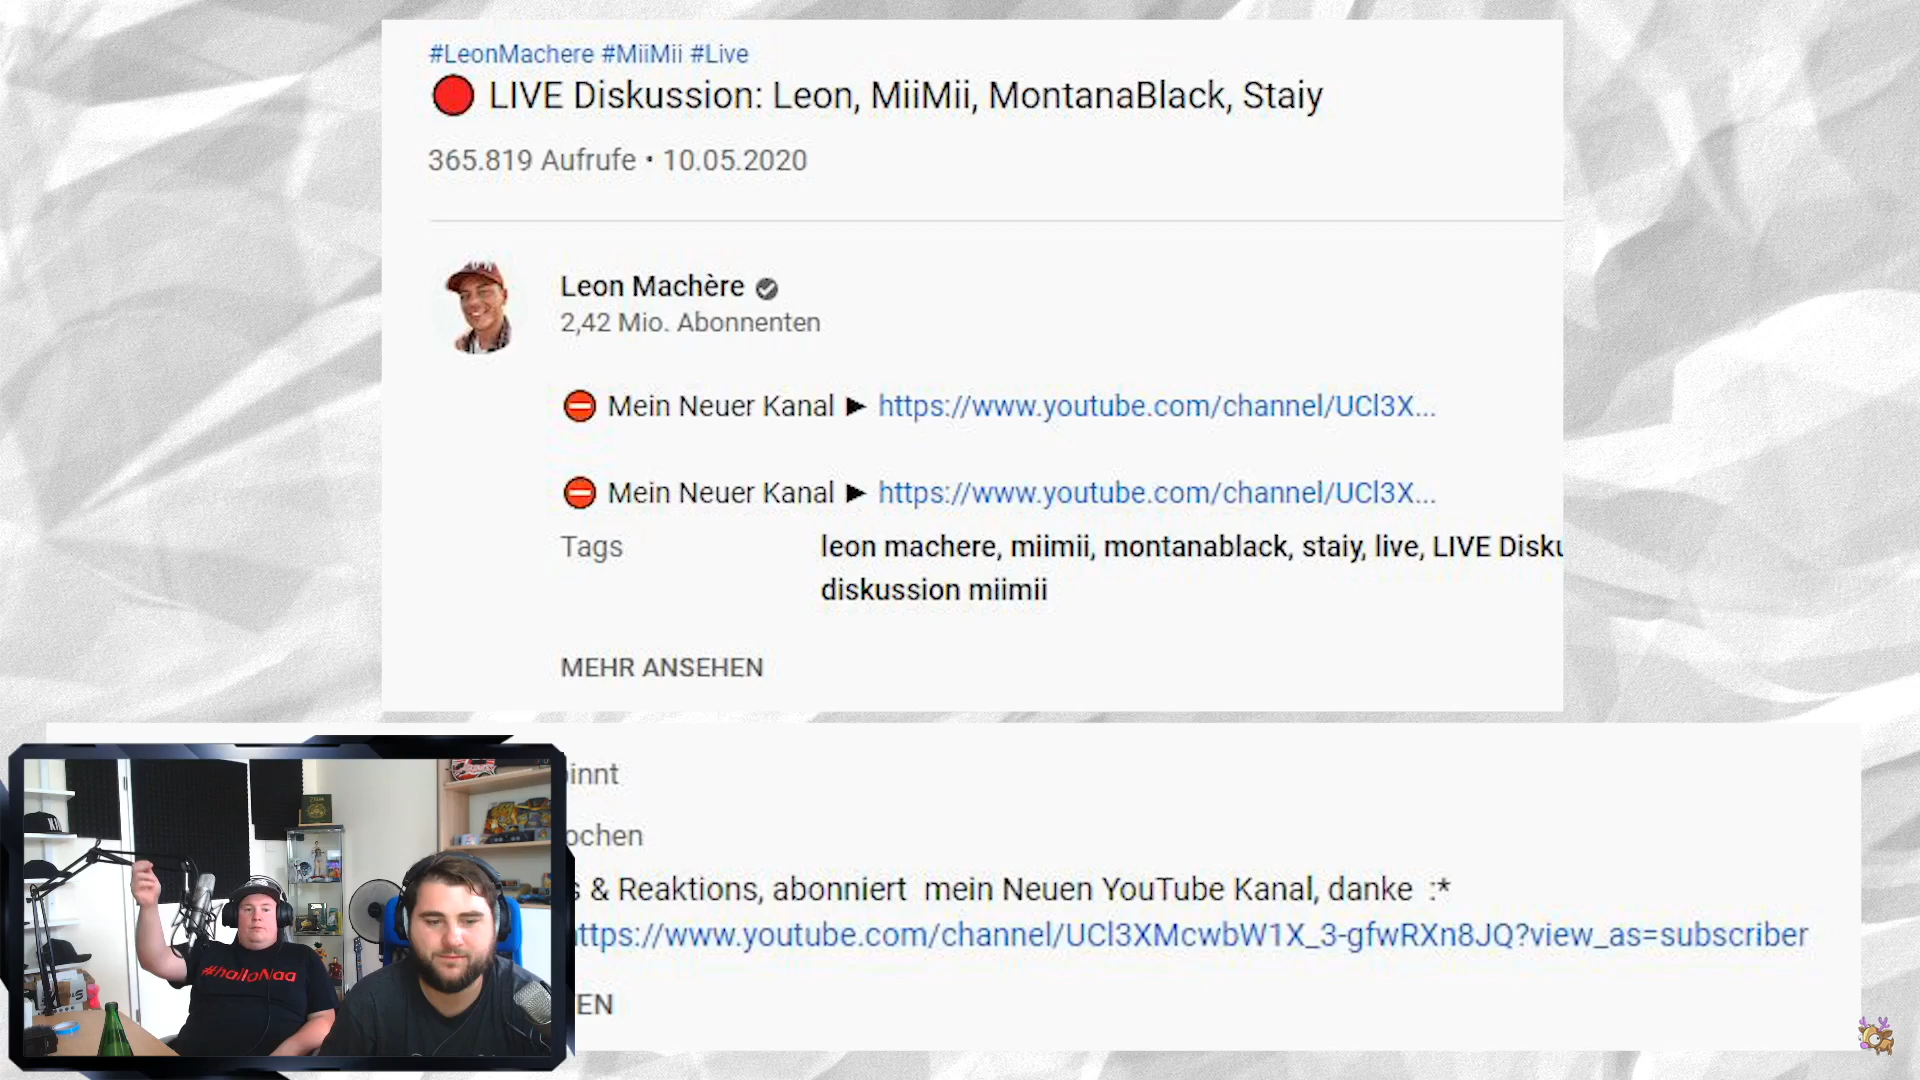 #LeonMachere #MiiMii #Live
LIVE Diskussion: Leon, MiiMii, MontanaBlack, Staiy
365.819 Aufrufe • 10.05.2020
Leon Machère
2,42 Mio. Abonnenten
Mein Neuer Kanal ► https://www.youtube.com/channel/UCl3X...
Mein Neuer Kanal ► https://www.youtube.com/channel/UCl3X...
Tags leon machere, miimii, montanablack, staiy, live, LIVE Disku
diskussion miimii
MEHR ANSEHEN
innt
ochen
& Reaktions, abonniert mein Neuen YouTube Kanal, danke :*
ttps://www.youtube.com/channel/UCl3XMcwbW1X_3-gfwRXn8JQ?view_as=subscriber
EN
#hailoNaa